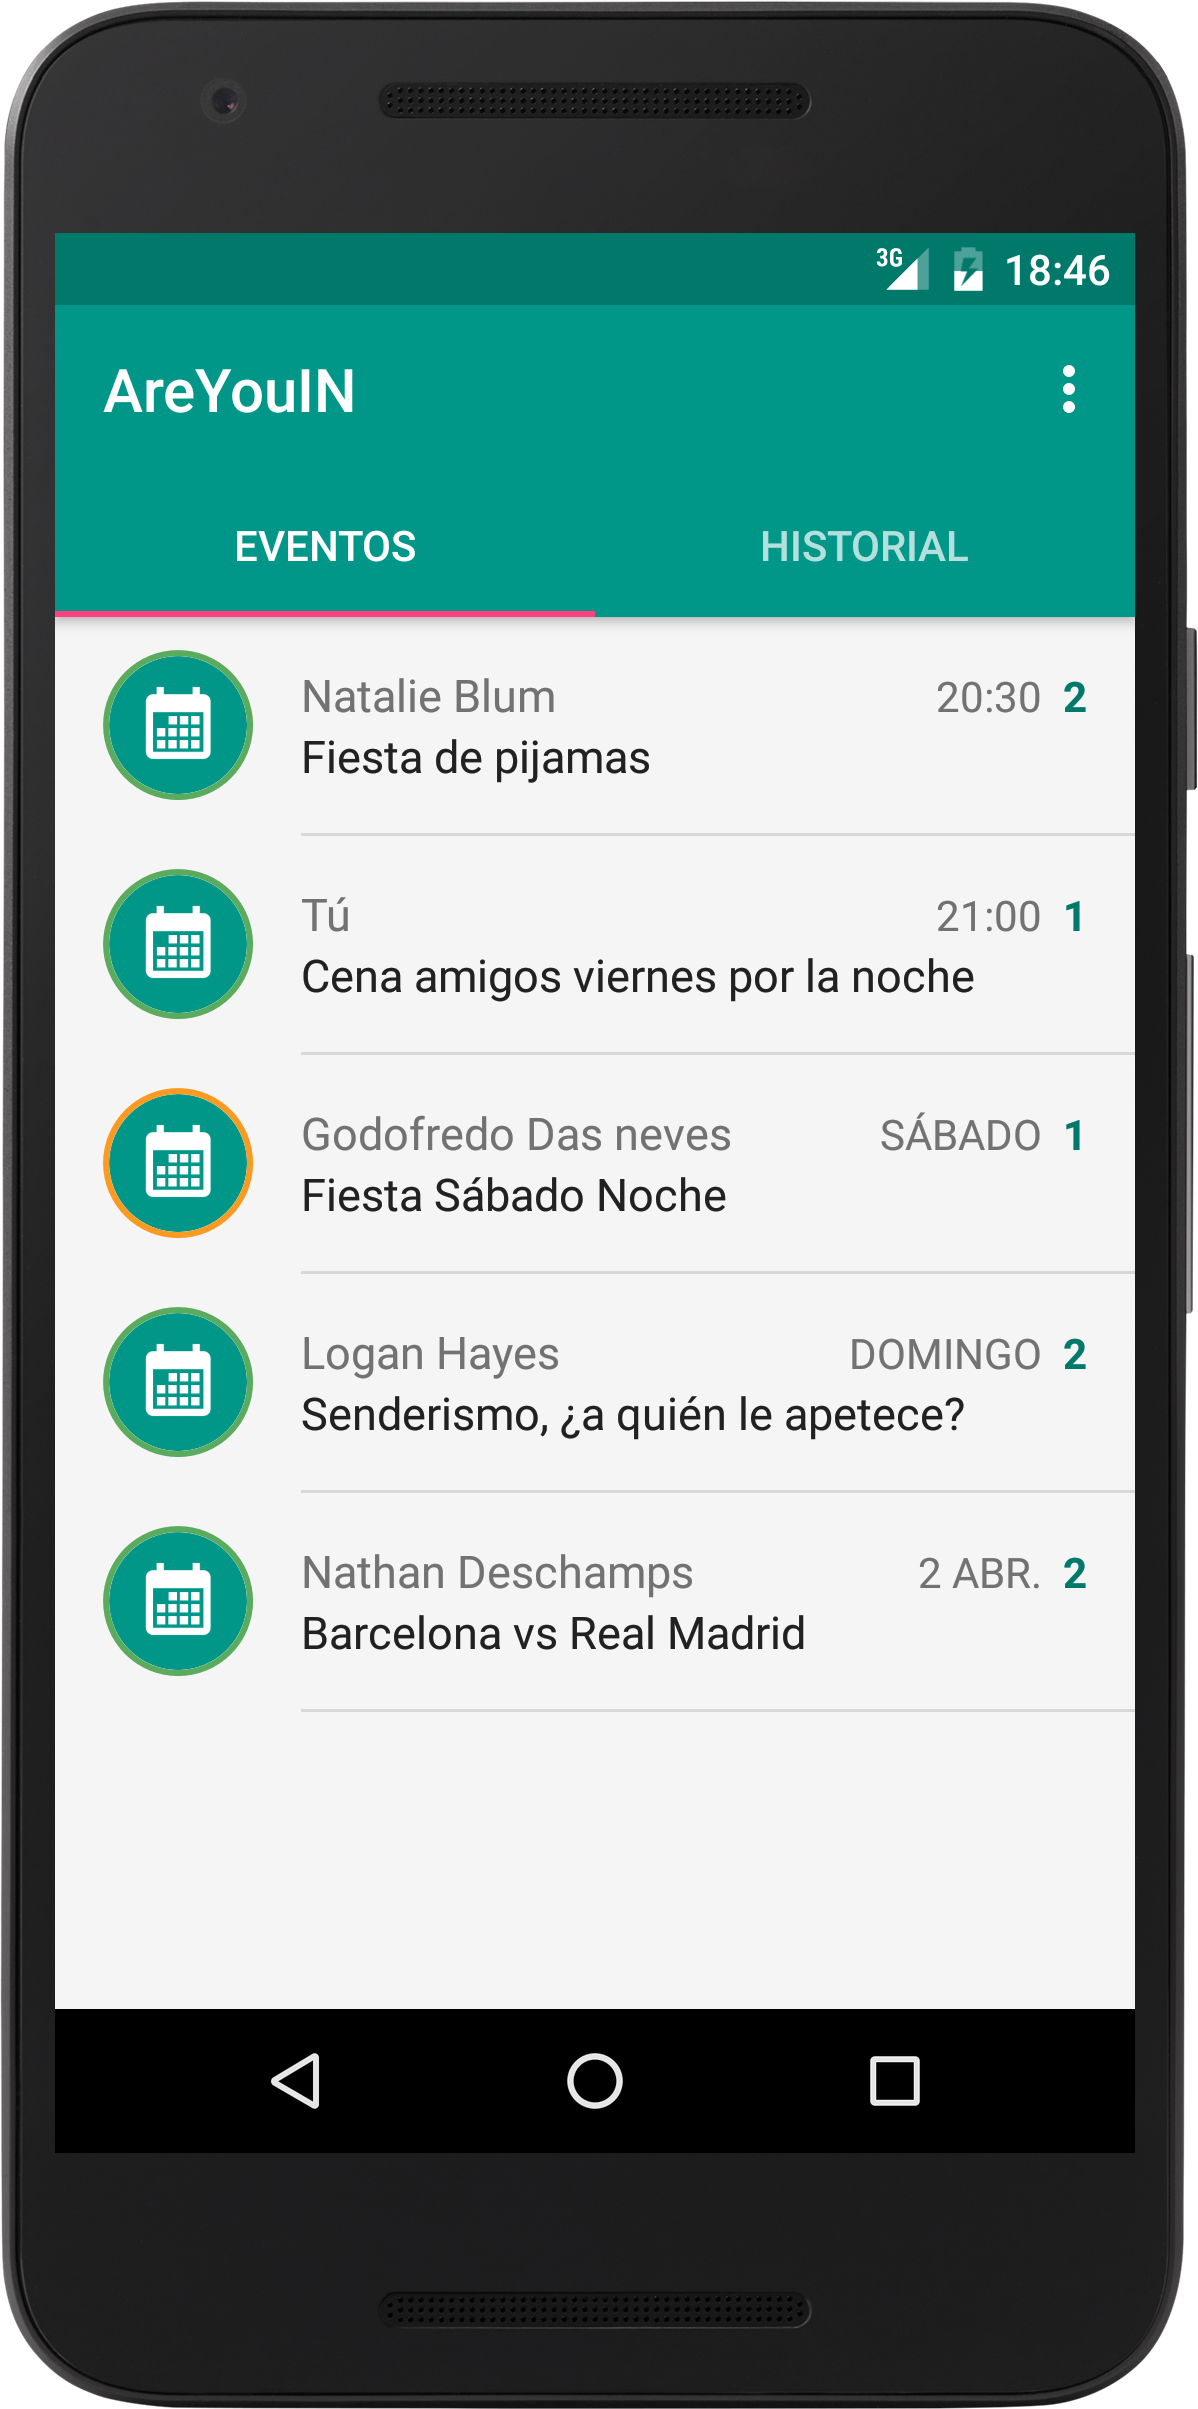 3G 18:46
AreYouIN
EVENTOS HISTORIAL
Natalie Blum 20:30 2
Fiesta de pijamas
Tú 21:00 1
Cena amigos viernes por la noche
Godofredo Das neves SÁBADO 1
Fiesta Sábado Noche
Logan Hayes DOMINGO 2
Senderismo, ¿a quién le apetece?
Nathan Deschamps 2 ABR. 2
Barcelona vs Real Madrid